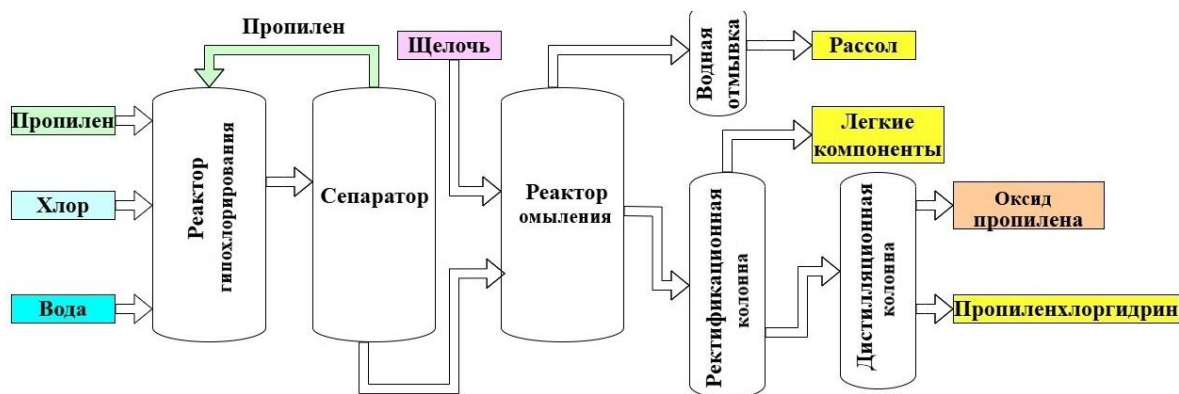 Пропилен
Щелочь
Рассол
Водная
отмывка
Пропилен
Легкие
компоненты
Реактор
гипохлорирования
Сепаратор
Реактор
омыления
Хлор
Оксид
пропилена
Ректификационная
колонна
Дистилляционная
колонна
Вода
Пропиленхлоргидрин